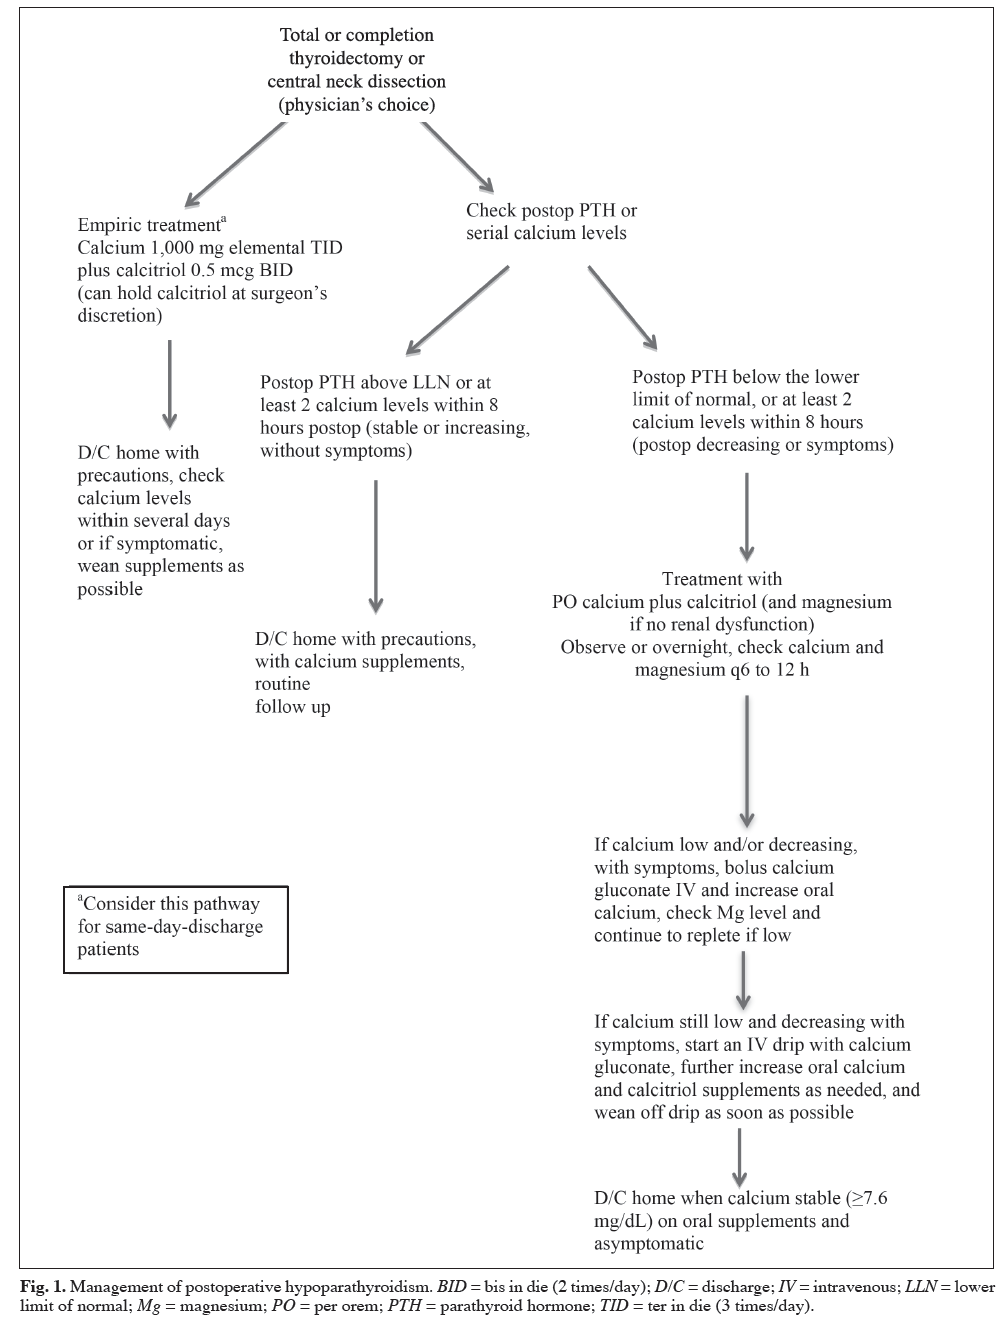 Total or completion
thyroidectomy or
central neck dissection
(physician's choice)
Empiric treatmentª
Calcium 1,000 mg elemental TID
plus calcitriol 0.5 mcg BID
(can hold calcitriol at surgeon's
discretion)
Check postop PTH or
serial calcium levels
D/C home with
precautions, check
calcium levels
within several days
or if symptomatic,
wean supplements as
possible
Postop PTH above LLN or at
least 2 calcium levels within 8
hours postop (stable or increasing,
without symptoms)
D/C home with precautions,
with calcium supplements,
routine
follow up
Postop PTH below the lower
limit of normal, or at least 2
calcium levels within 8 hours
(postop decreasing or symptoms)
Treatment with
PO calcium plus calcitriol (and magnesium
if no renal dysfunction)
Observe or overnight, check calcium and
magnesium q6 to 12 h
If calcium low and/or decreasing,
with symptoms, bolus calcium
gluconate IV and increase oral
calcium, check Mg level and
continue to replete if low
If calcium still low and decreasing with
symptoms, start an IV drip with calcium
gluconate, further increase oral calcium
and calcitriol supplements as needed, and
wean off drip as soon as possible
D/C home when calcium stable (≥7.6
mg/dL) on oral supplements and
asymptomatic
ªConsider this pathway
for same-day-discharge
patients
Fig. 1. Management of postoperative hypoparathyroidism. BID = bis in die (2 times/day); D/C = discharge; IV = intravenous; LLN = lower
limit of normal; Mg = magnesium; PO = per orem; PTH = parathyroid hormone; TID = ter in die (3 times/day).